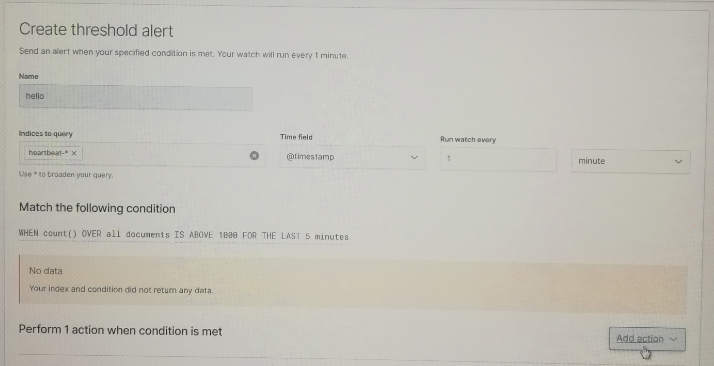 Create threshold alert
Send an alert when your specified condition is met. Your watch will run every 1 minute.
Name
hello
Indices to query
Time field
Run watch every
heartbeat-* ×
@timestamp
1
minute
Use * to broaden your query.
Match the following condition
WHEN count() OVER all documents IS ABOVE 1000 FOR THE LAST 5 minutes
No data
Your index and condition did not return any data.
Perform 1 action when condition is met
Add action